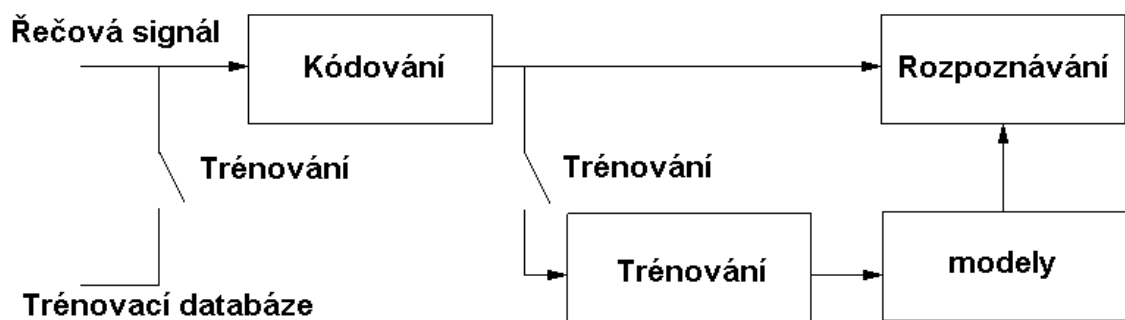 Řečová signál
Kódování
Rozpoznávání
Trénování
Trénování
Trénování
modely
Trénovací databáze